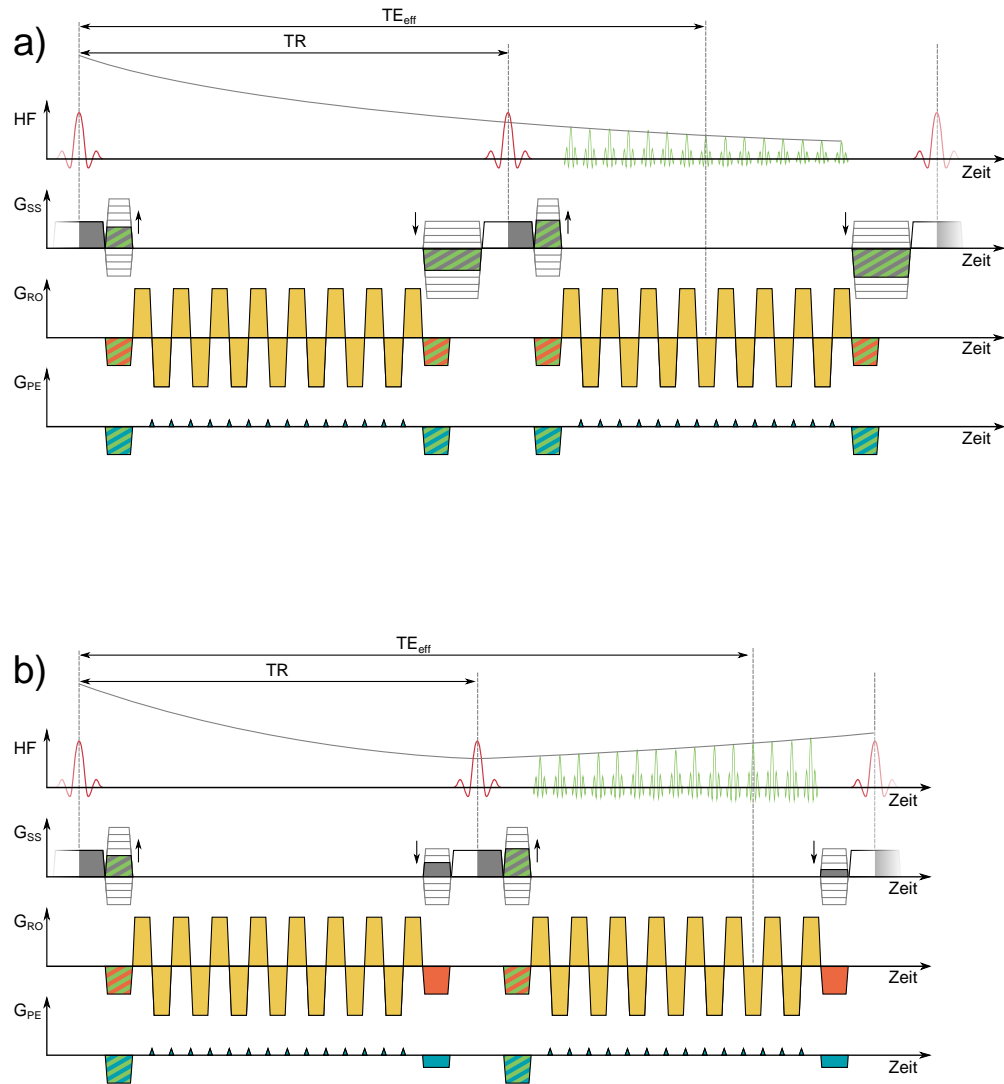 a)
TE_eff
TR
HF
Zeit
G_SS
Zeit
G_RO
Zeit
G_PE
Zeit
b)
TE_eff
TR
HF
Zeit
G_SS
Zeit
G_RO
Zeit
G_PE
Zeit